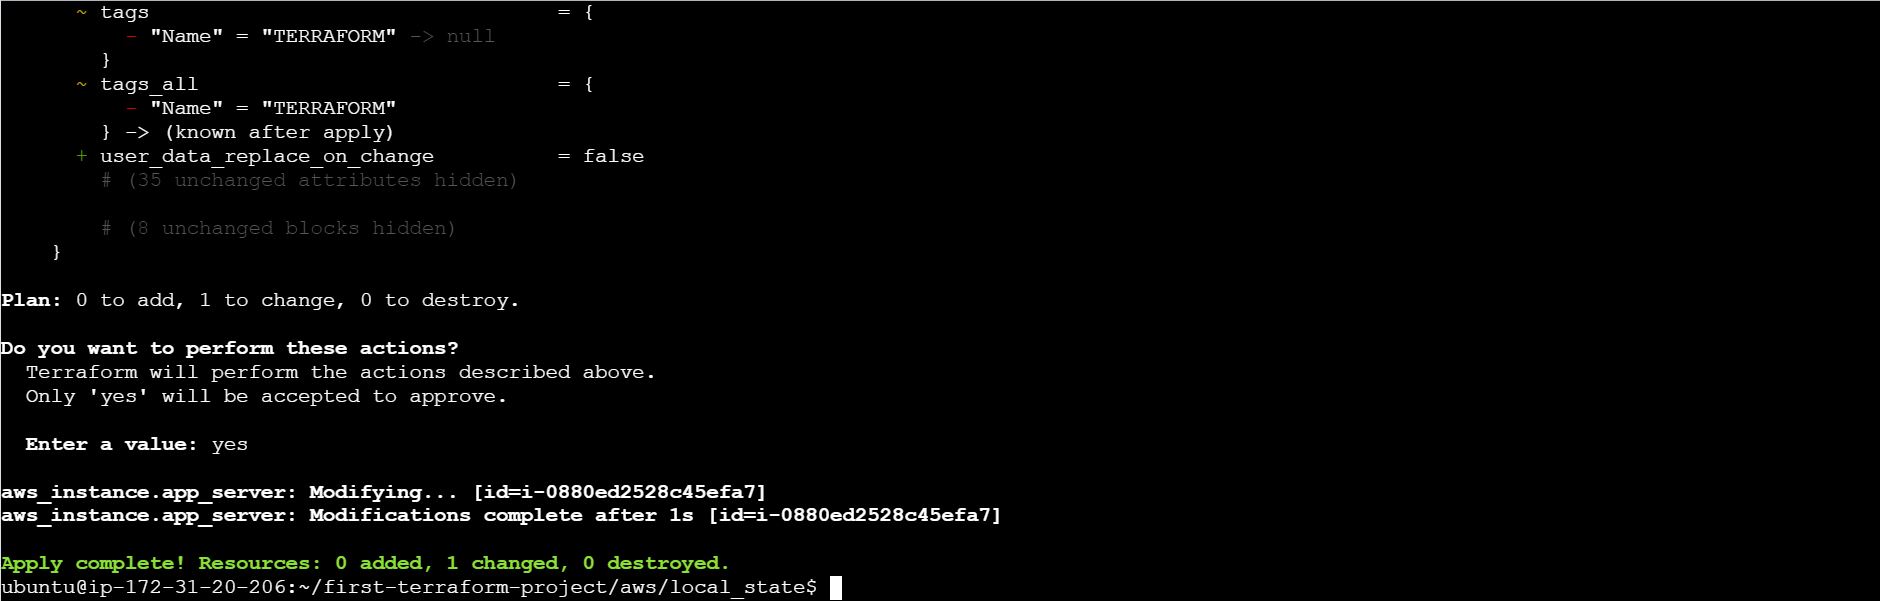 ~ tags = {
- "Name" = "TERRAFORM" -> null
}
~ tags_all = {
- "Name" = "TERRAFORM"
} -> (known after apply)
+ user_data_replace_on_change = false
# (35 unchanged attributes hidden)
# (8 unchanged blocks hidden)
}
Plan: 0 to add, 1 to change, 0 to destroy.
Do you want to perform these actions?
Terraform will perform the actions described above.
Only 'yes' will be accepted to approve.
Enter a value: yes
aws_instance.app_server: Modifying... [id=i-0880ed2528c45efa7]
aws_instance.app_server: Modifications complete after 1s [id=i-0880ed2528c45efa7]
Apply complete! Resources: 0 added, 1 changed, 0 destroyed.
ubuntu@ip-172-31-20-206:~/first-terraform-project/aws/local_state$